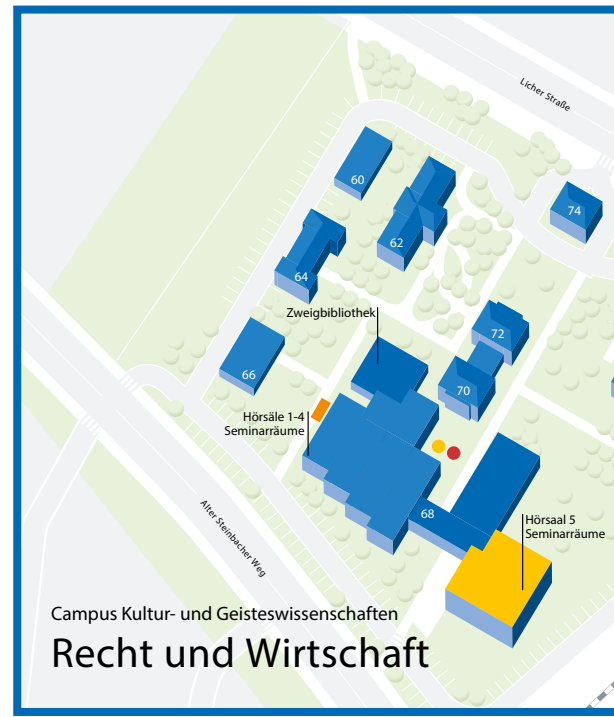 Licher Straße
60
74
62
64
Zweigbibliothek
72
66
70
Hörsäle 1-4
Seminarräume
68
Hörsaal 5
Seminarräume
Alter Steinbacher Weg
Campus Kultur- und Geisteswissenschaften
Recht und Wirtschaft